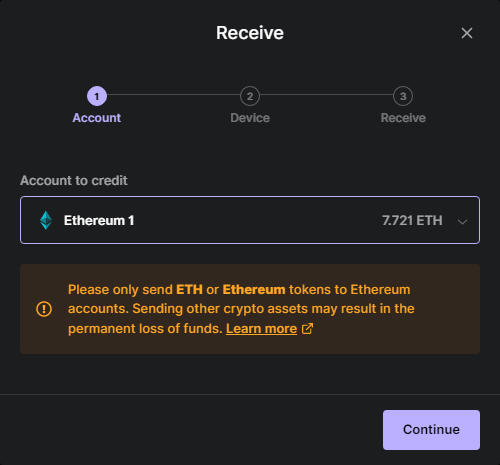 Receive
1
2
3
Account
Device
Receive
Account to credit
Ethereum 1
7.721 ETH
Please only send ETH or Ethereum tokens to Ethereum
accounts. Sending other crypto assets may result in the
permanent loss of funds. Learn more
Continue